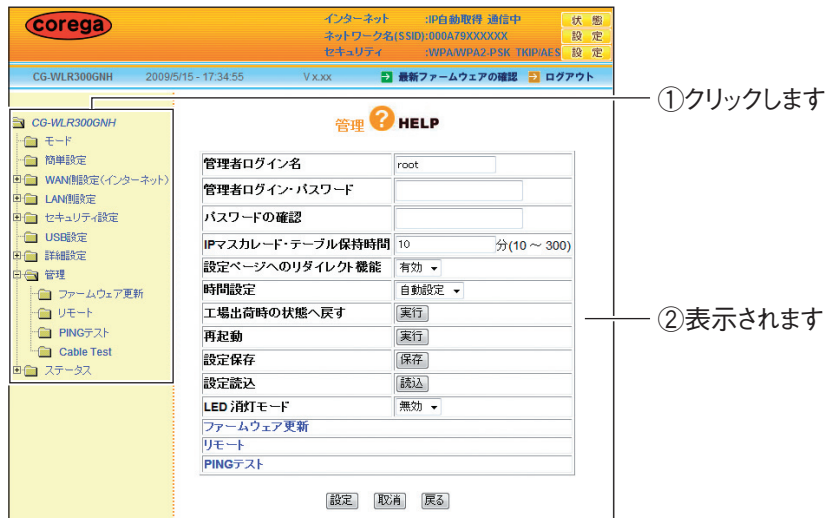 corega
インターネット :IP自動取得 通信中 状 態
ネットワーク名(SSID):000A79XXXXXX 設 定
セキュリティ :WPA/WPA2-PSK TKIP/AES 設 定
CG-WLR300GNH 2009/5/15 - 17:34:55 V x.xx 最新ファームウェアの確認 ログアウト
①クリックします
CG-WLR300GNH
モード
簡単設定
WAN側設定(インターネット)
LAN側設定
セキュリティ設定
USB設定
詳細設定
管理
ファームウェア更新
リモート
PINGテスト
Cable Test
ステータス
管理 ? HELP
管理者ログイン名 root
管理者ログイン・パスワード
パスワードの確認
IPマスカレード・テーブル保持時間 10 分(10 ～ 300)
設定ページへのリダイレクト機能 有効
時間設定 自動設定
工場出荷時の状態へ戻す 実行
再起動 実行
設定保存 保存
設定読込 読込
LED 消灯モード 無効
ファームウェア更新
リモート
PINGテスト
設定 取消 戻る
②表示されます